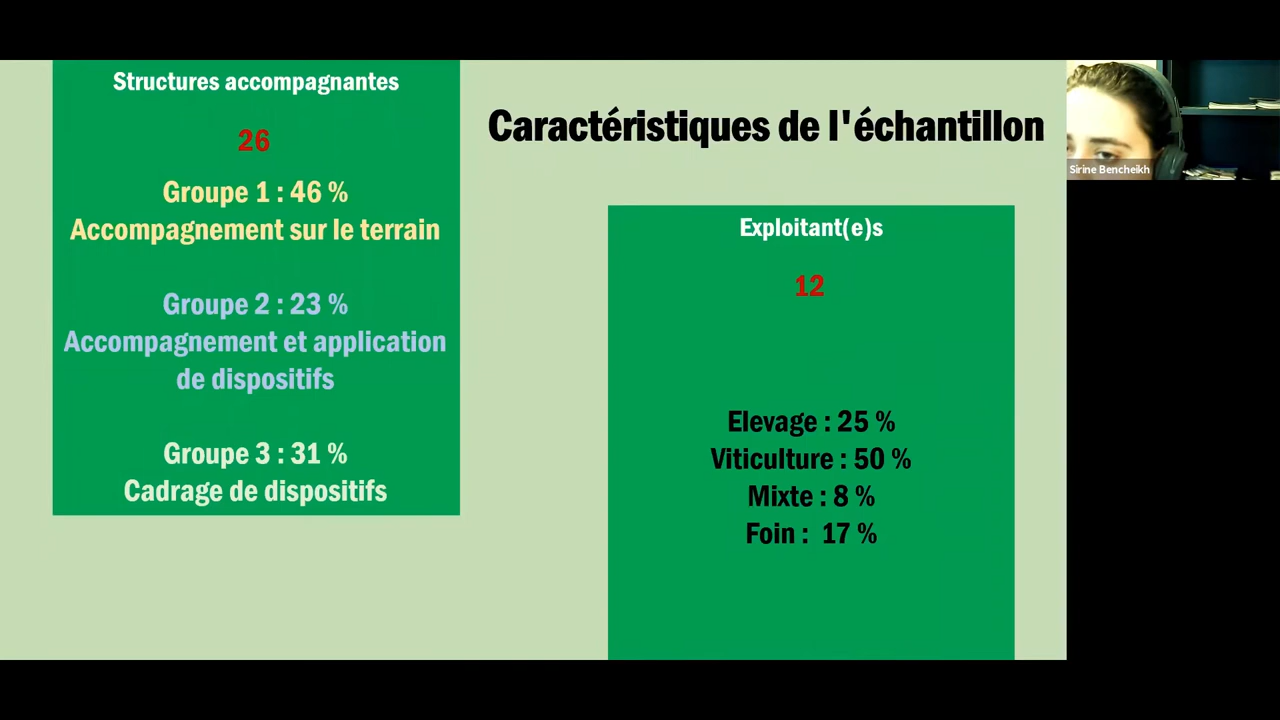 Structures accompagnantes
26
Groupe 1 : 46 %
Accompagnement sur le terrain
Groupe 2 : 23 %
Accompagnement et application
de dispositifs
Groupe 3 : 31 %
Cadrage de dispositifs
Caractéristiques de l'échantillon
Exploitant(e)s
12
Elevage : 25 %
Viticulture : 50 %
Mixte : 8 %
Foin :  17 %
Sirine Bencheikh